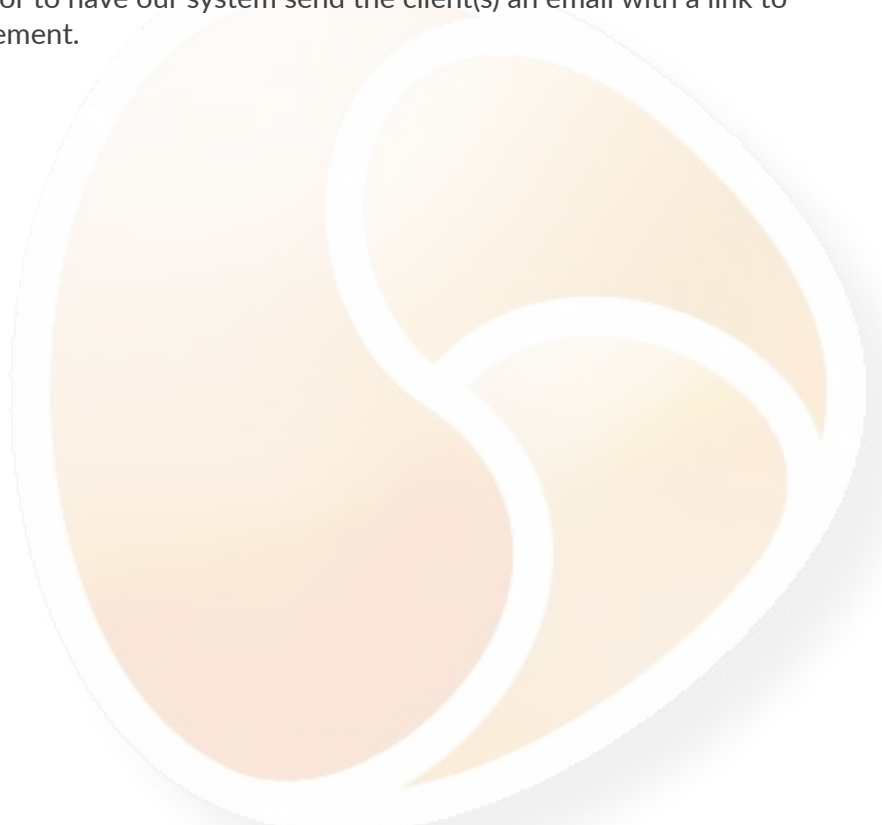 or to have our system send the client(s) an email with a link to
ement.